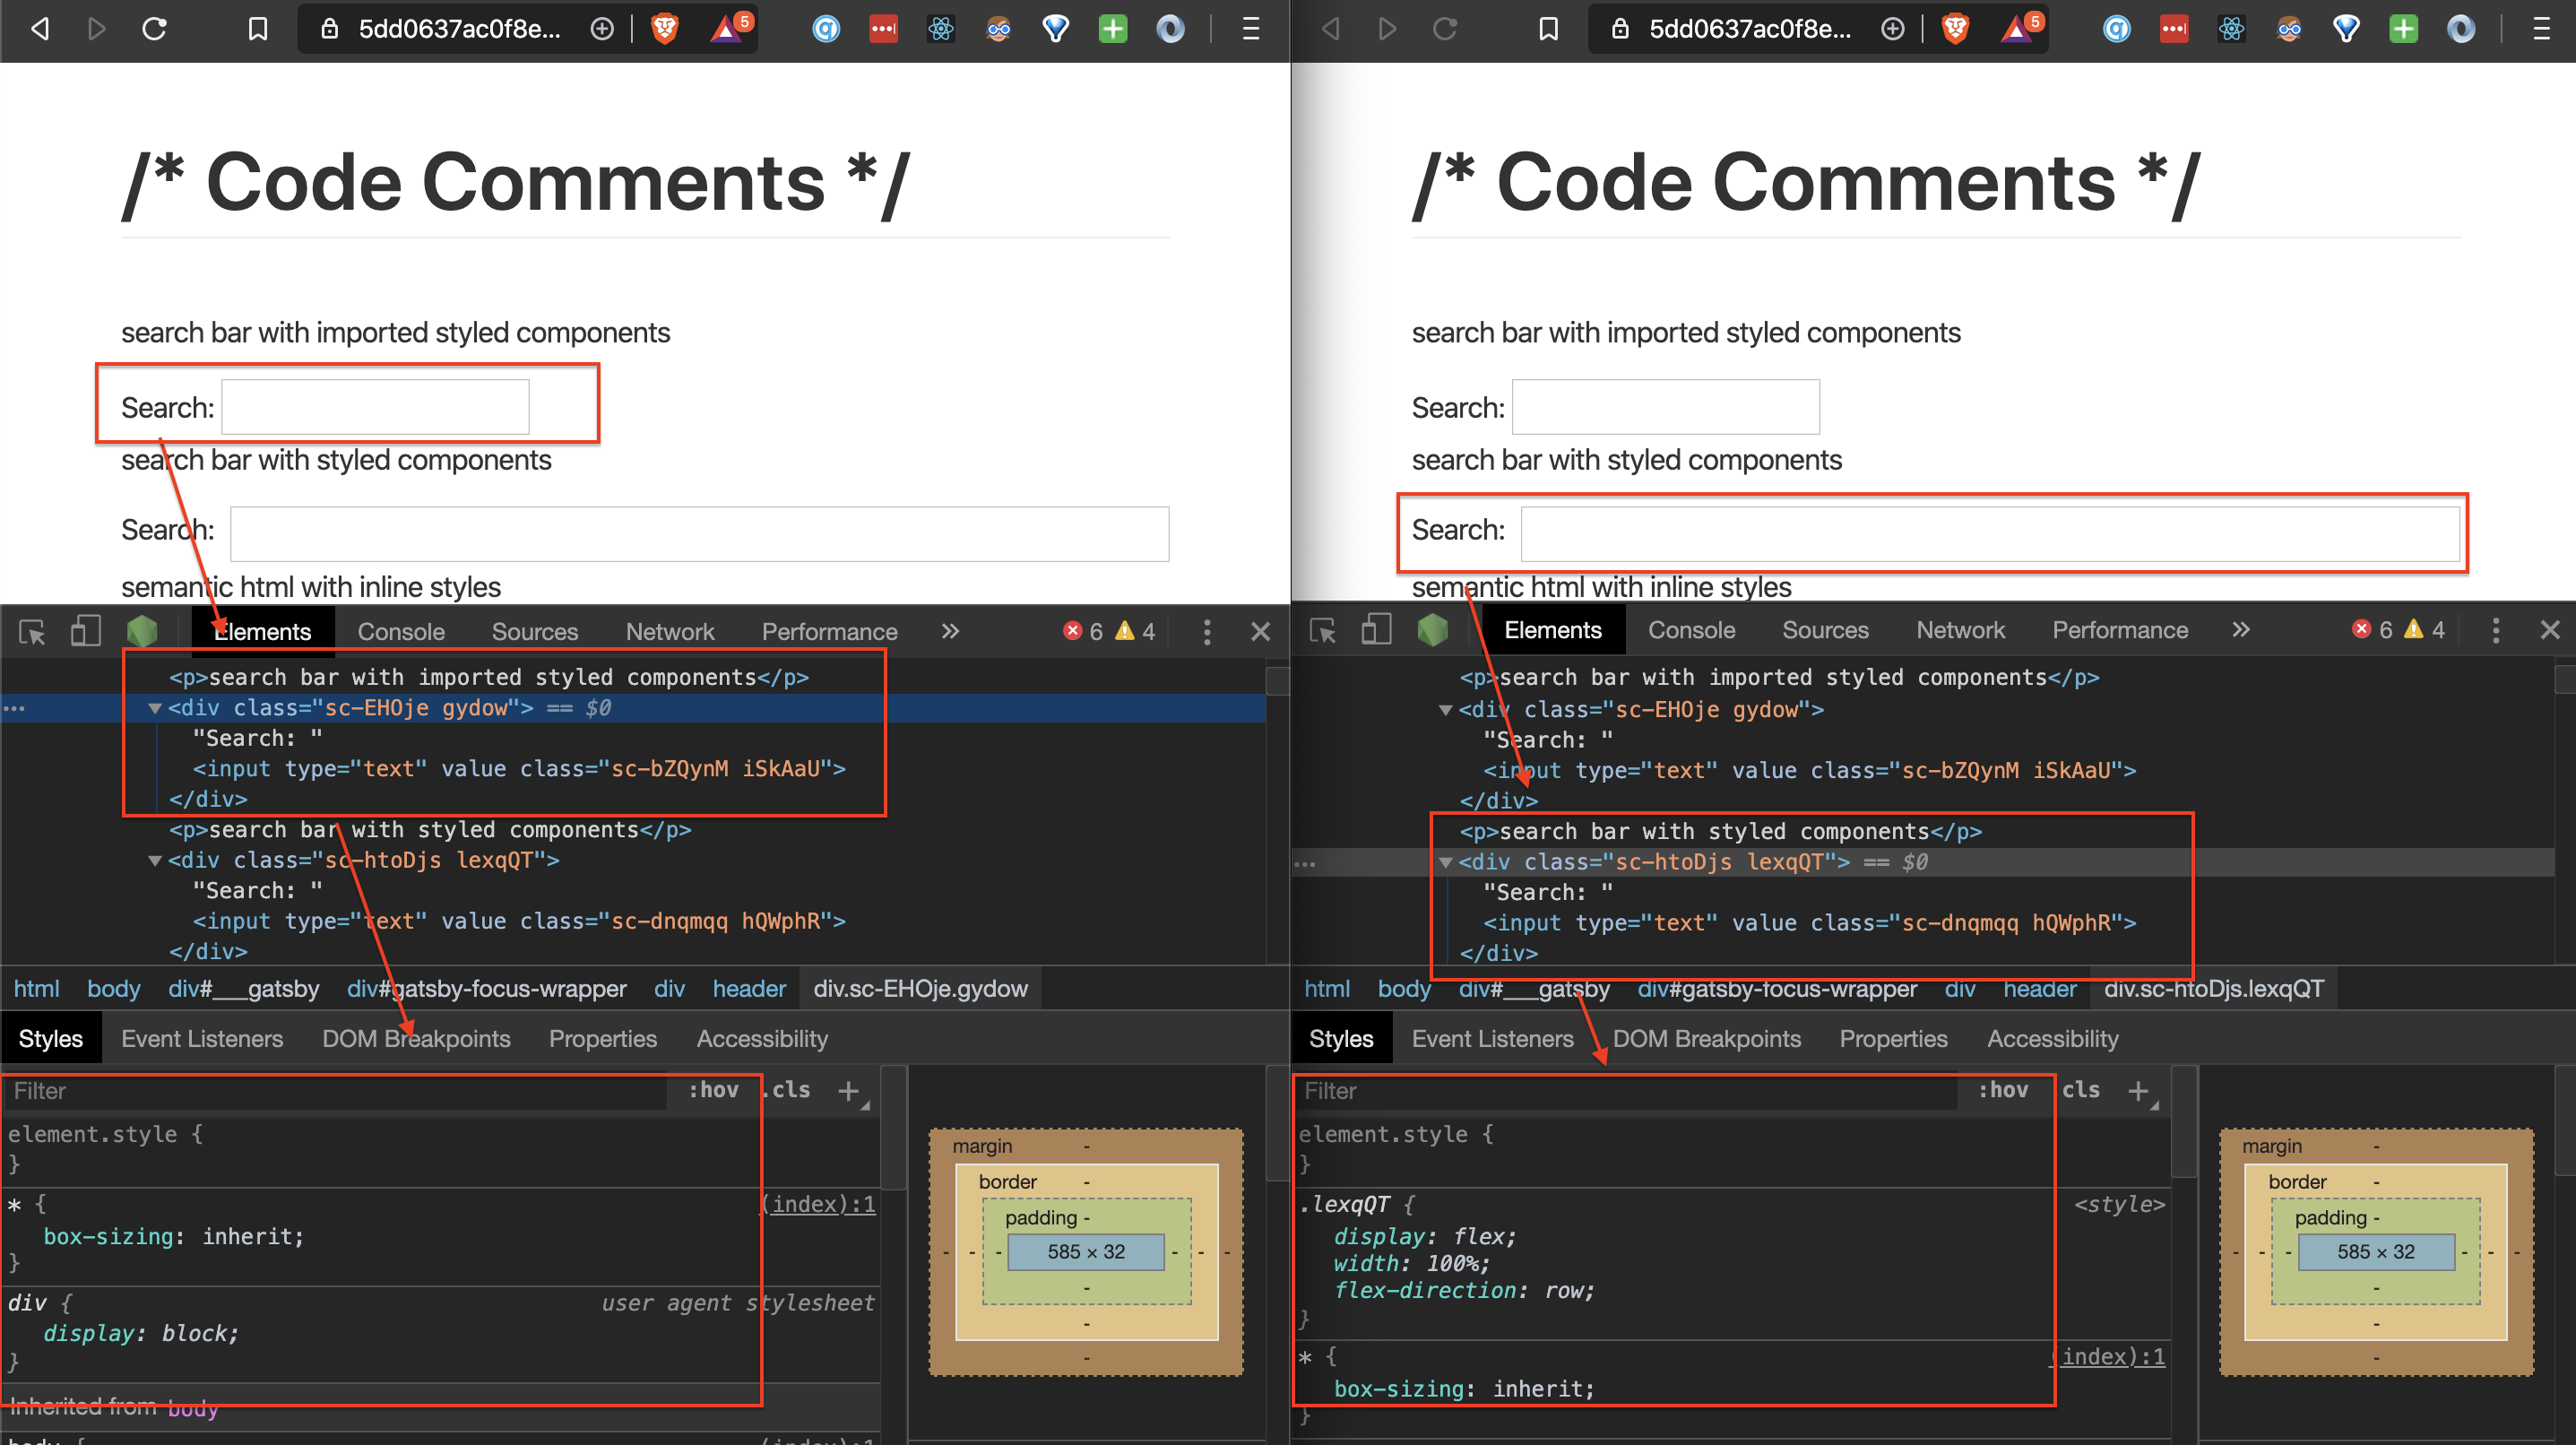 5dd0637ac0f8e...
5
/* Code Comments */
search bar with imported styled components
Search:
search bar with styled components
Search:
semantic html with inline styles
Elements Console Sources Network Performance » 6 4
<p>search bar with imported styled components</p>
<div class="sc-EHOje gydow"> == $0
"Search: "
<input type="text" value class="sc-bZQynM iSkAaU">
</div>
<p>search bar with styled components</p>
<div class="sc-htoDjs lexqQT">
"Search: "
<input type="text" value class="sc-dnqmqq hQWphR">
</div>
html body div#___gatsby div#gatsby-focus-wrapper div header div.sc-EHOje.gydow
Styles Event Listeners DOM Breakpoints Properties Accessibility
Filter :hov .cls +
element.style {
}
* { (index):1
box-sizing: inherit;
}
div { user agent stylesheet
display: block;
}
Inherited from body
body { (index):1
margin -
border -
padding -
- - - 585 × 32 - - -
-
-
-
5dd0637ac0f8e...
5
/* Code Comments */
search bar with imported styled components
Search:
search bar with styled components
Search:
semantic html with inline styles
Elements Console Sources Network Performance » 6 4
<p>search bar with imported styled components</p>
<div class="sc-EHOje gydow">
"Search: "
<input type="text" value class="sc-bZQynM iSkAaU">
</div>
<p>search bar with styled components</p>
<div class="sc-htoDjs lexqQT"> == $0
"Search: "
<input type="text" value class="sc-dnqmqq hQWphR">
</div>
html body div#___gatsby div#gatsby-focus-wrapper div header div.sc-htoDjs.lexqQT
Styles Event Listeners DOM Breakpoints Properties Accessibility
Filter :hov cls +
element.style {
}
.lexqQT { <style>
display: flex;
width: 100%;
flex-direction: row;
}
* { (index):1
box-sizing: inherit;
}
margin -
border -
padding -
- - - 585 × 32 - - -
-
-
-